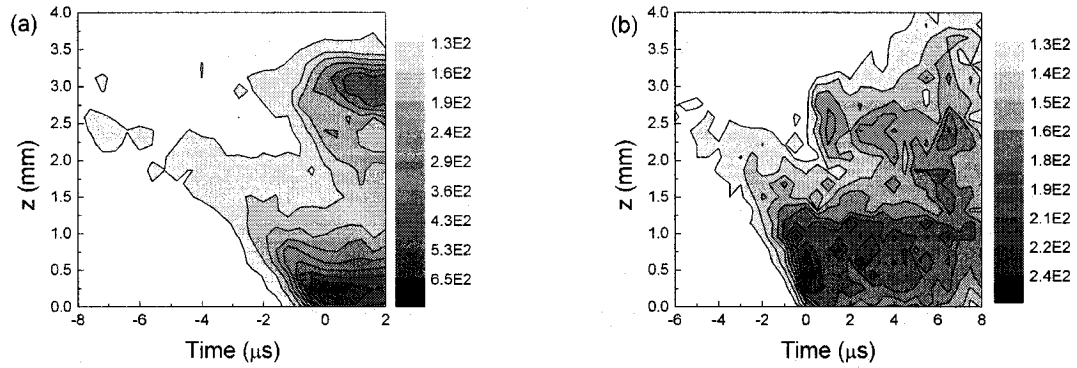 (a)
4.0
3.5
3.0
2.5
2.0
1.5
1.0
0.5
0.0
z (mm)
-8
-6
-4
-2
0
2
Time (μs)
1.3E2
1.6E2
1.9E2
2.4E2
2.9E2
3.6E2
4.3E2
5.3E2
6.5E2
(b)
4.0
3.5
3.0
2.5
2.0
1.5
1.0
0.5
0.0
z (mm)
-6
-4
-2
0
2
4
6
8
Time (μs)
1.3E2
1.4E2
1.5E2
1.6E2
1.8E2
1.9E2
2.1E2
2.2E2
2.4E2